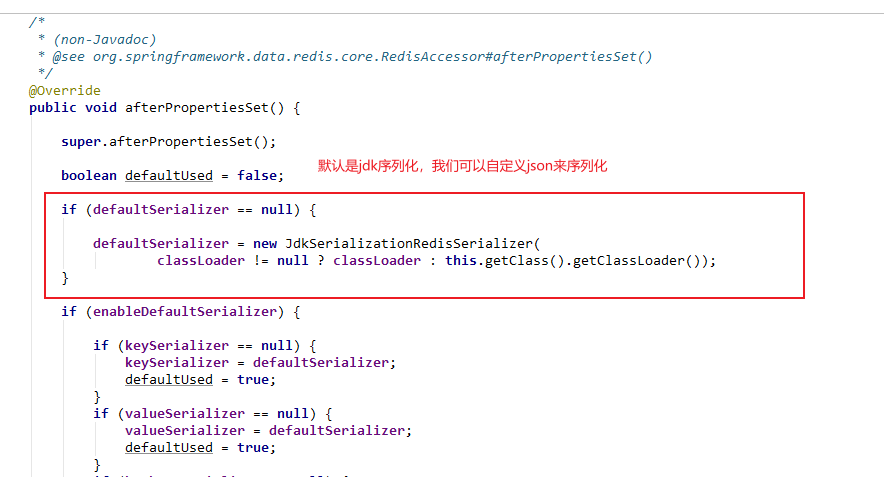 /*
* (non-Javadoc)
* @see org.springframework.data.redis.core.RedisAccessor#afterPropertiesSet()
*/
@Override
public void afterPropertiesSet() {
super.afterPropertiesSet();
默认是jdk序列化，我们可以自定义json来序列化
boolean defaultUsed = false;
if (defaultSerializer == null) {
defaultSerializer = new JdkSerializationRedisSerializer(
classLoader != null ? classLoader : this.getClass().getClassLoader());
}
if (enableDefaultSerializer) {
if (keySerializer == null) {
keySerializer = defaultSerializer;
defaultUsed = true;
}
if (valueSerializer == null) {
valueSerializer = defaultSerializer;
defaultUsed = true;
}